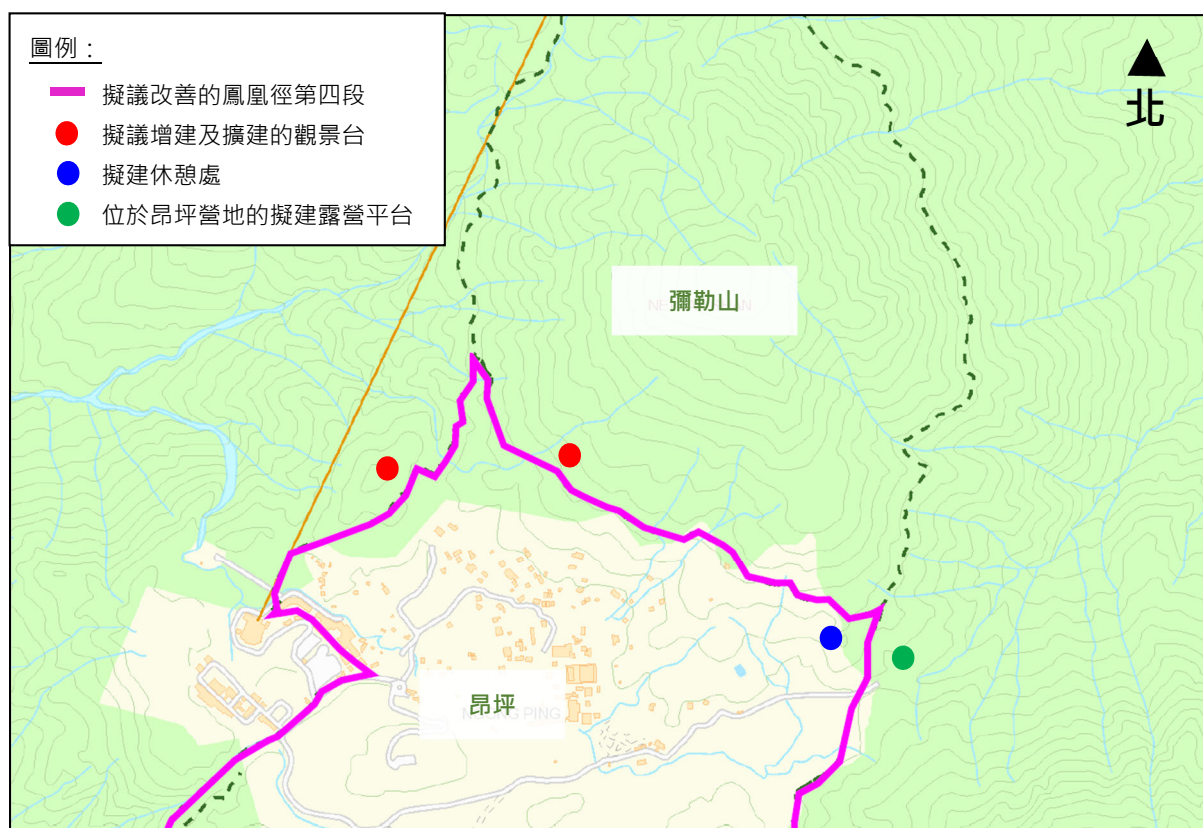 圖例：
擬議改善的鳳凰徑第四段
擬議增建及擴建的觀景台
擬建休憩處
位於昂坪營地的擬建露營平台
北
彌勒山
昂坪
PING